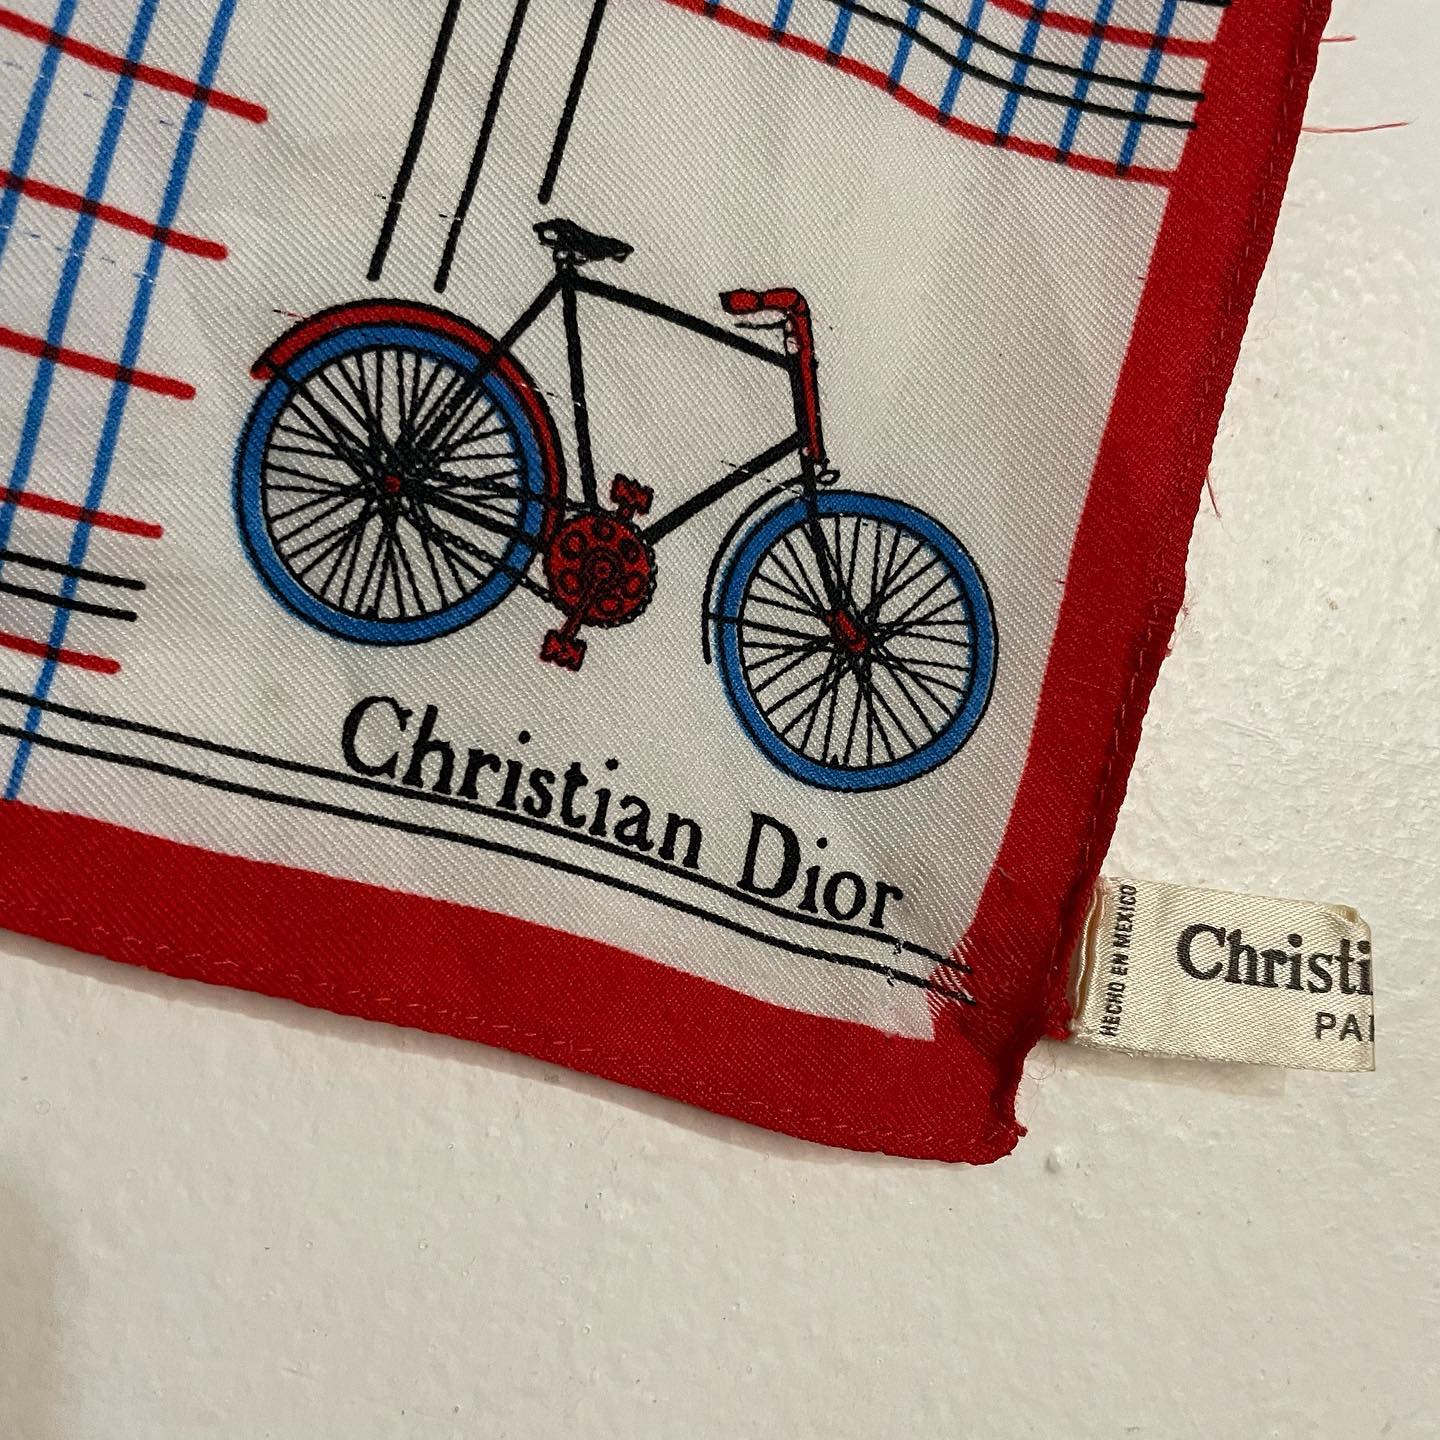 Christian Dior
HECHO EN MEXICO
Christi
PA